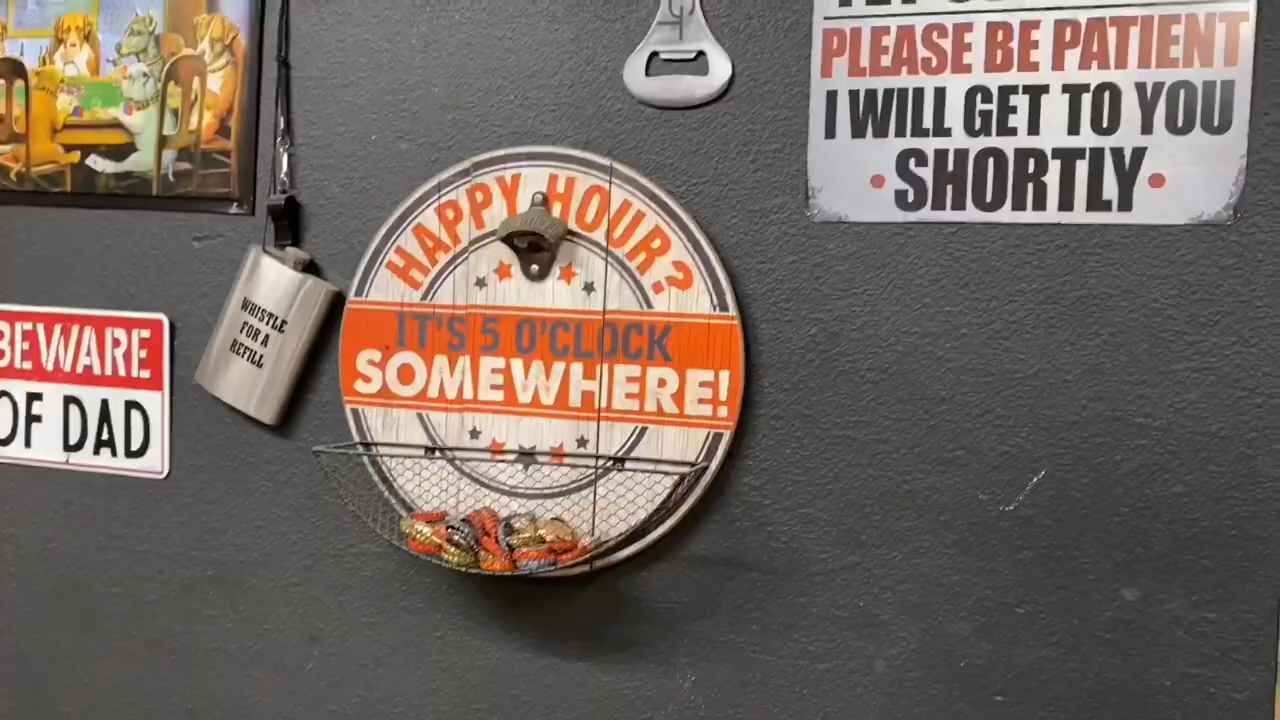 PLEASE BE PATIENT
I WILL GET TO YOU
SHORTLY
HAPPY HOUR?
IT'S 5 O'CLOCK
SOMEWHERE!
WHISTLE
FOR A
REFILL
BEWARE
OF DAD